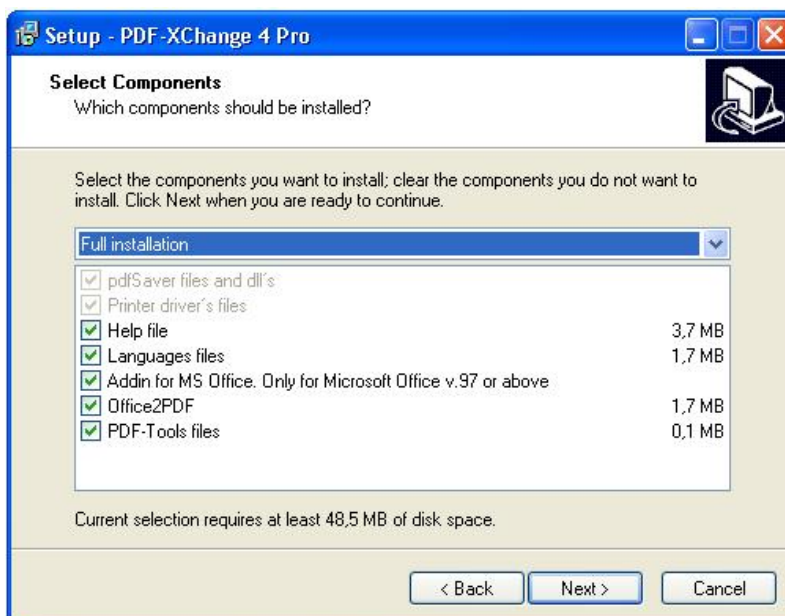 Setup - PDF-XChange 4 Pro
Select Components
Which components should be installed?
Select the components you want to install; clear the components you do not want to
install. Click Next when you are ready to continue.
Full installation
pdfSaver files and dll's
Printer driver's files
Help file 3,7 MB
Languages files 1,7 MB
Addin for MS Office. Only for Microsoft Office v.97 or above
Office2PDF 1,7 MB
PDF-Tools files 0,1 MB
Current selection requires at least 48,5 MB of disk space.
< Back Next > Cancel